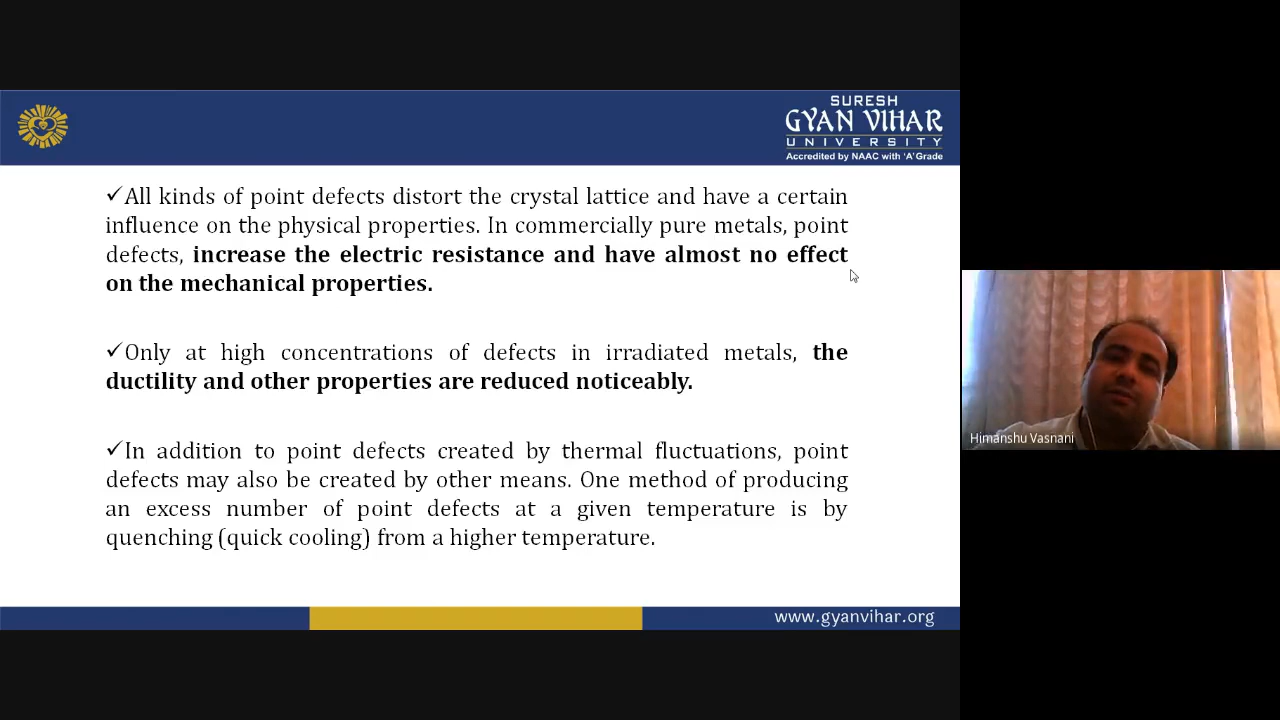 SURESH
GYAN VIHAR
UNIVERSITY
Accredited by NAAC with 'A' Grade
✓All kinds of point defects distort the crystal lattice and have a certain
influence on the physical properties. In commercially pure metals, point
defects, increase the electric resistance and have almost no effect
on the mechanical properties.
✓Only at high concentrations of defects in irradiated metals, the
ductility and other properties are reduced noticeably.
✓In addition to point defects created by thermal fluctuations, point
defects may also be created by other means. One method of producing
an excess number of point defects at a given temperature is by
quenching (quick cooling) from a higher temperature.
Himanshu Vasnani
www.gyanvihar.org